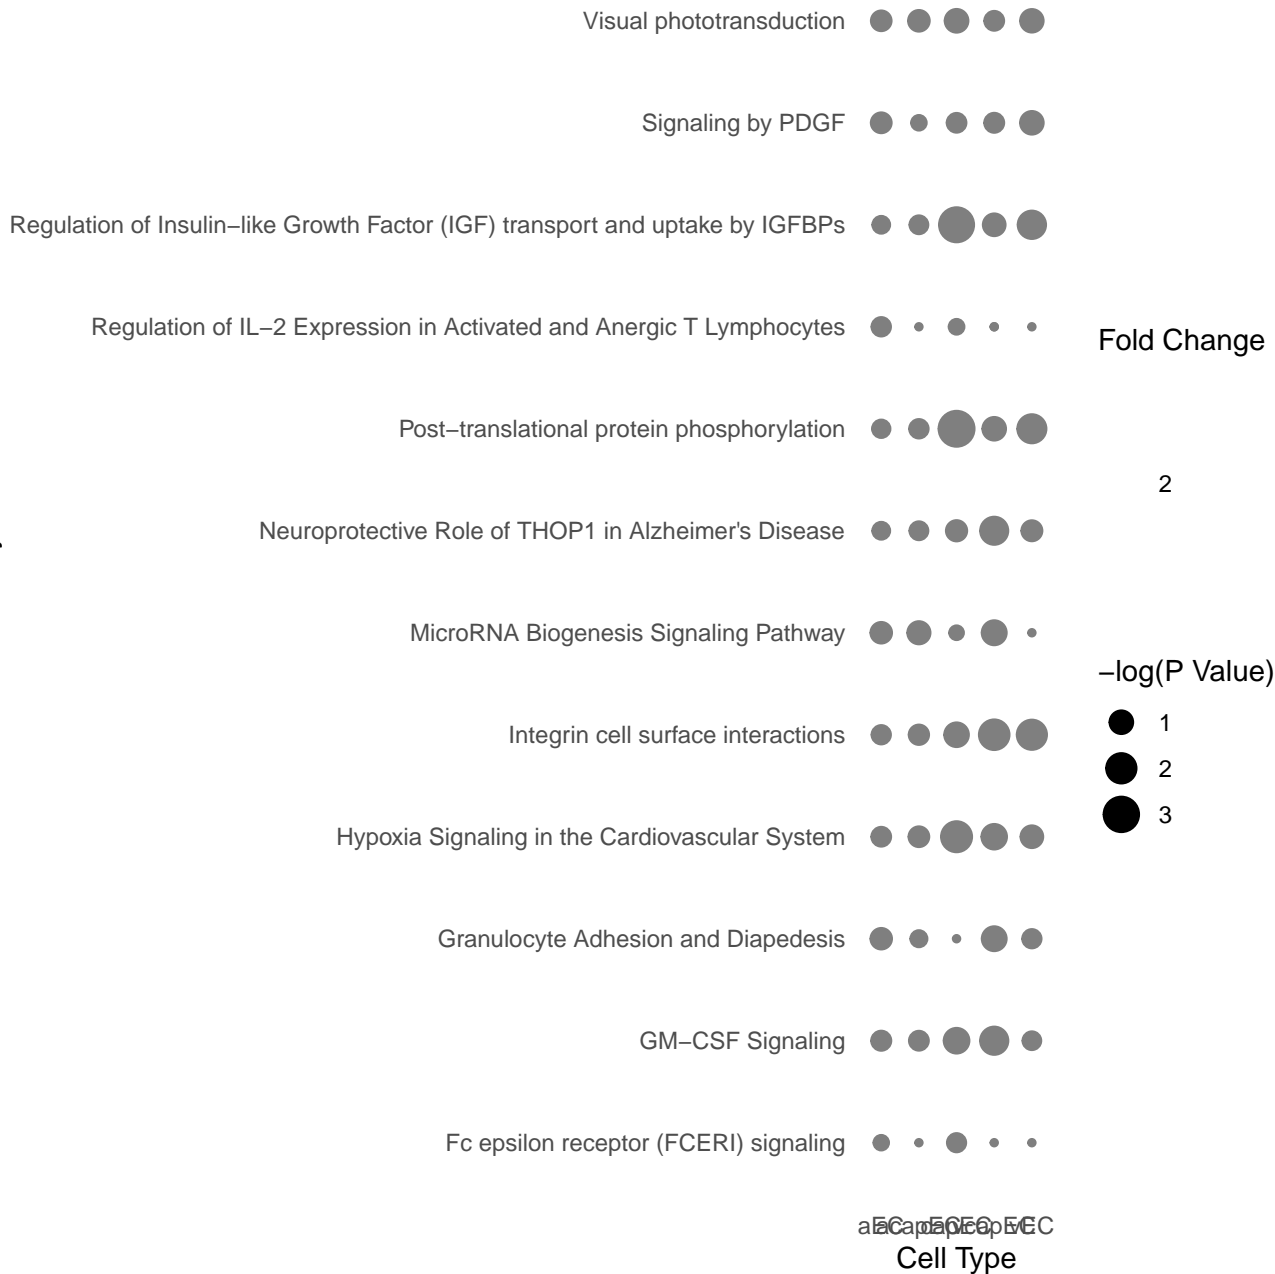 Visual phototransduction
Signaling by PDGF
Regulation of Insulin−like Growth Factor (IGF) transport and uptake by IGFBPs
Regulation of IL−2 Expression in Activated and Anergic T Lymphocytes
Post−translational protein phosphorylation
Neuroprotective Role of THOP1 in Alzheimer's Disease
MicroRNA Biogenesis Signaling Pathway
Integrin cell surface interactions
Hypoxia Signaling in the Cardiovascular System
Granulocyte Adhesion and Diapedesis
GM−CSF Signaling
Fc epsilon receptor (FCERI) signaling
Cell Type
Fold Change
2
−log(P Value)
1
2
3